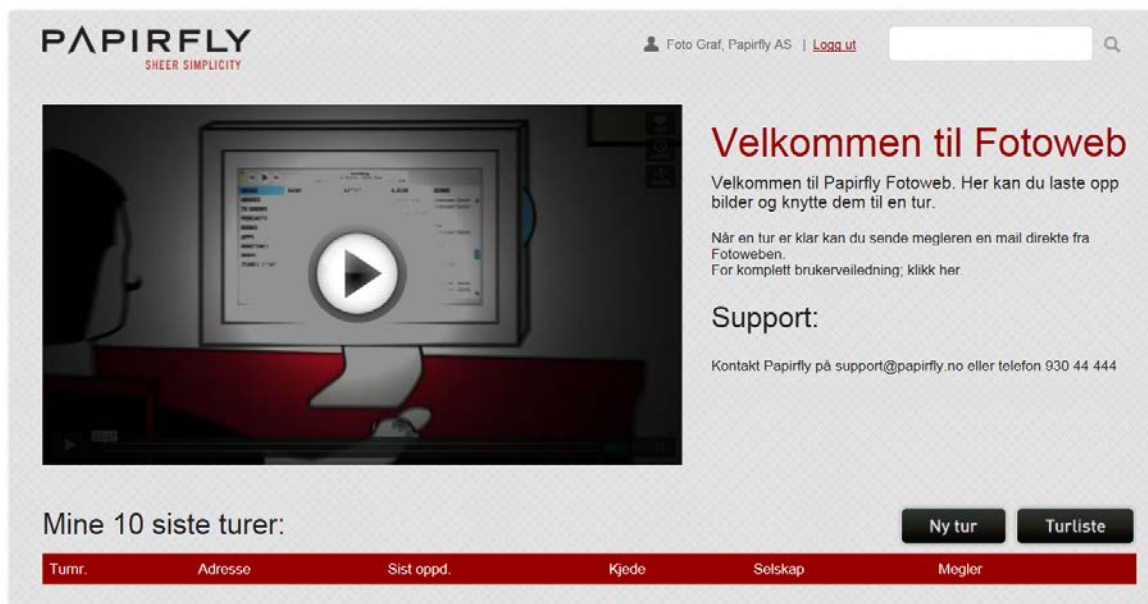 PAPIRFLY
SHEER SIMPLICITY
Foto Graf, Papirfly AS | Logg ut
Velkommen til Fotoweb
Velkommen til Papirfly Fotoweb. Her kan du laste opp
bilder og knytte dem til en tur.
Når en tur er klar kan du sende megleren en mail direkte fra
Fotoweben.
For komplett brukerveiledning; klikk her.
Support:
Kontakt Papirfly på support@papirfly.no eller telefon 930 44 444
Mine 10 siste turer:
Ny tur
Turliste
Turnr. Adresse Sist oppd. Kjede Selskap Megler